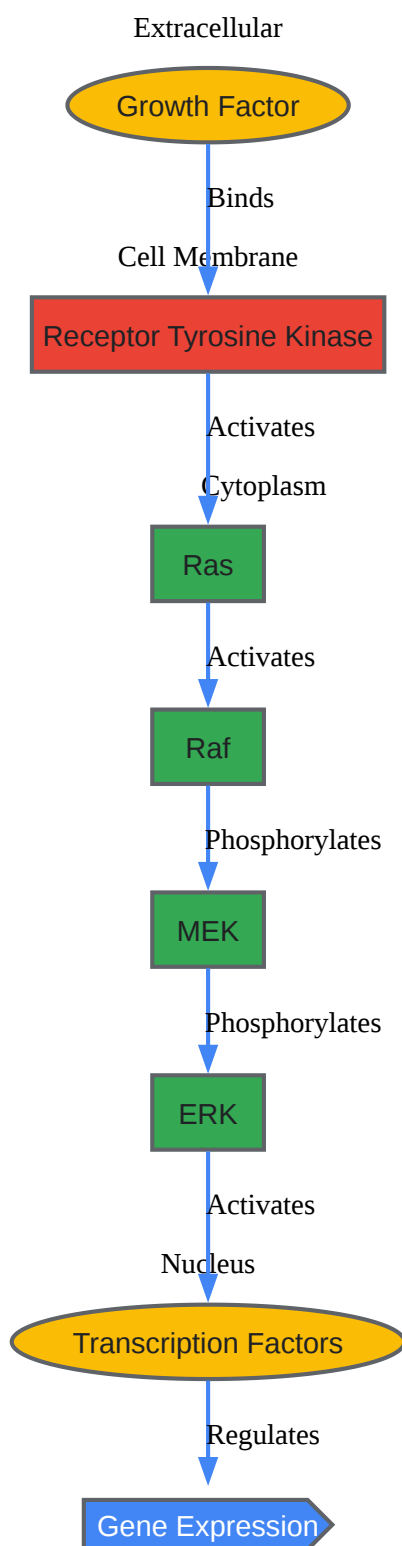 Extracellular
Growth Factor
Binds
Cell Membrane
Receptor Tyrosine Kinase
Activates
Cytoplasm
Ras
Activates
Raf
Phosphorylates
MEK
Phosphorylates
ERK
Activates
Nucleus
Transcription Factors
Regulates
Gene Expression